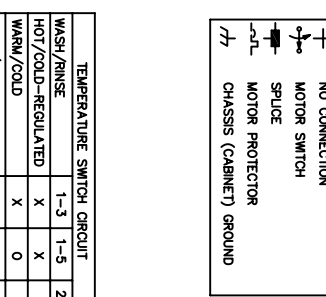 NO CONNECTION
MOTOR SWITCH
SPLICE
MOTOR PROTECTOR
CHASSIS (CABINET) GROUND
TEMPERATURE SWITCH CIRCUIT
WASH/RINSE 1-3 1-5 2
HOT/COLD-REGULATED X X
WARM/COLD X O